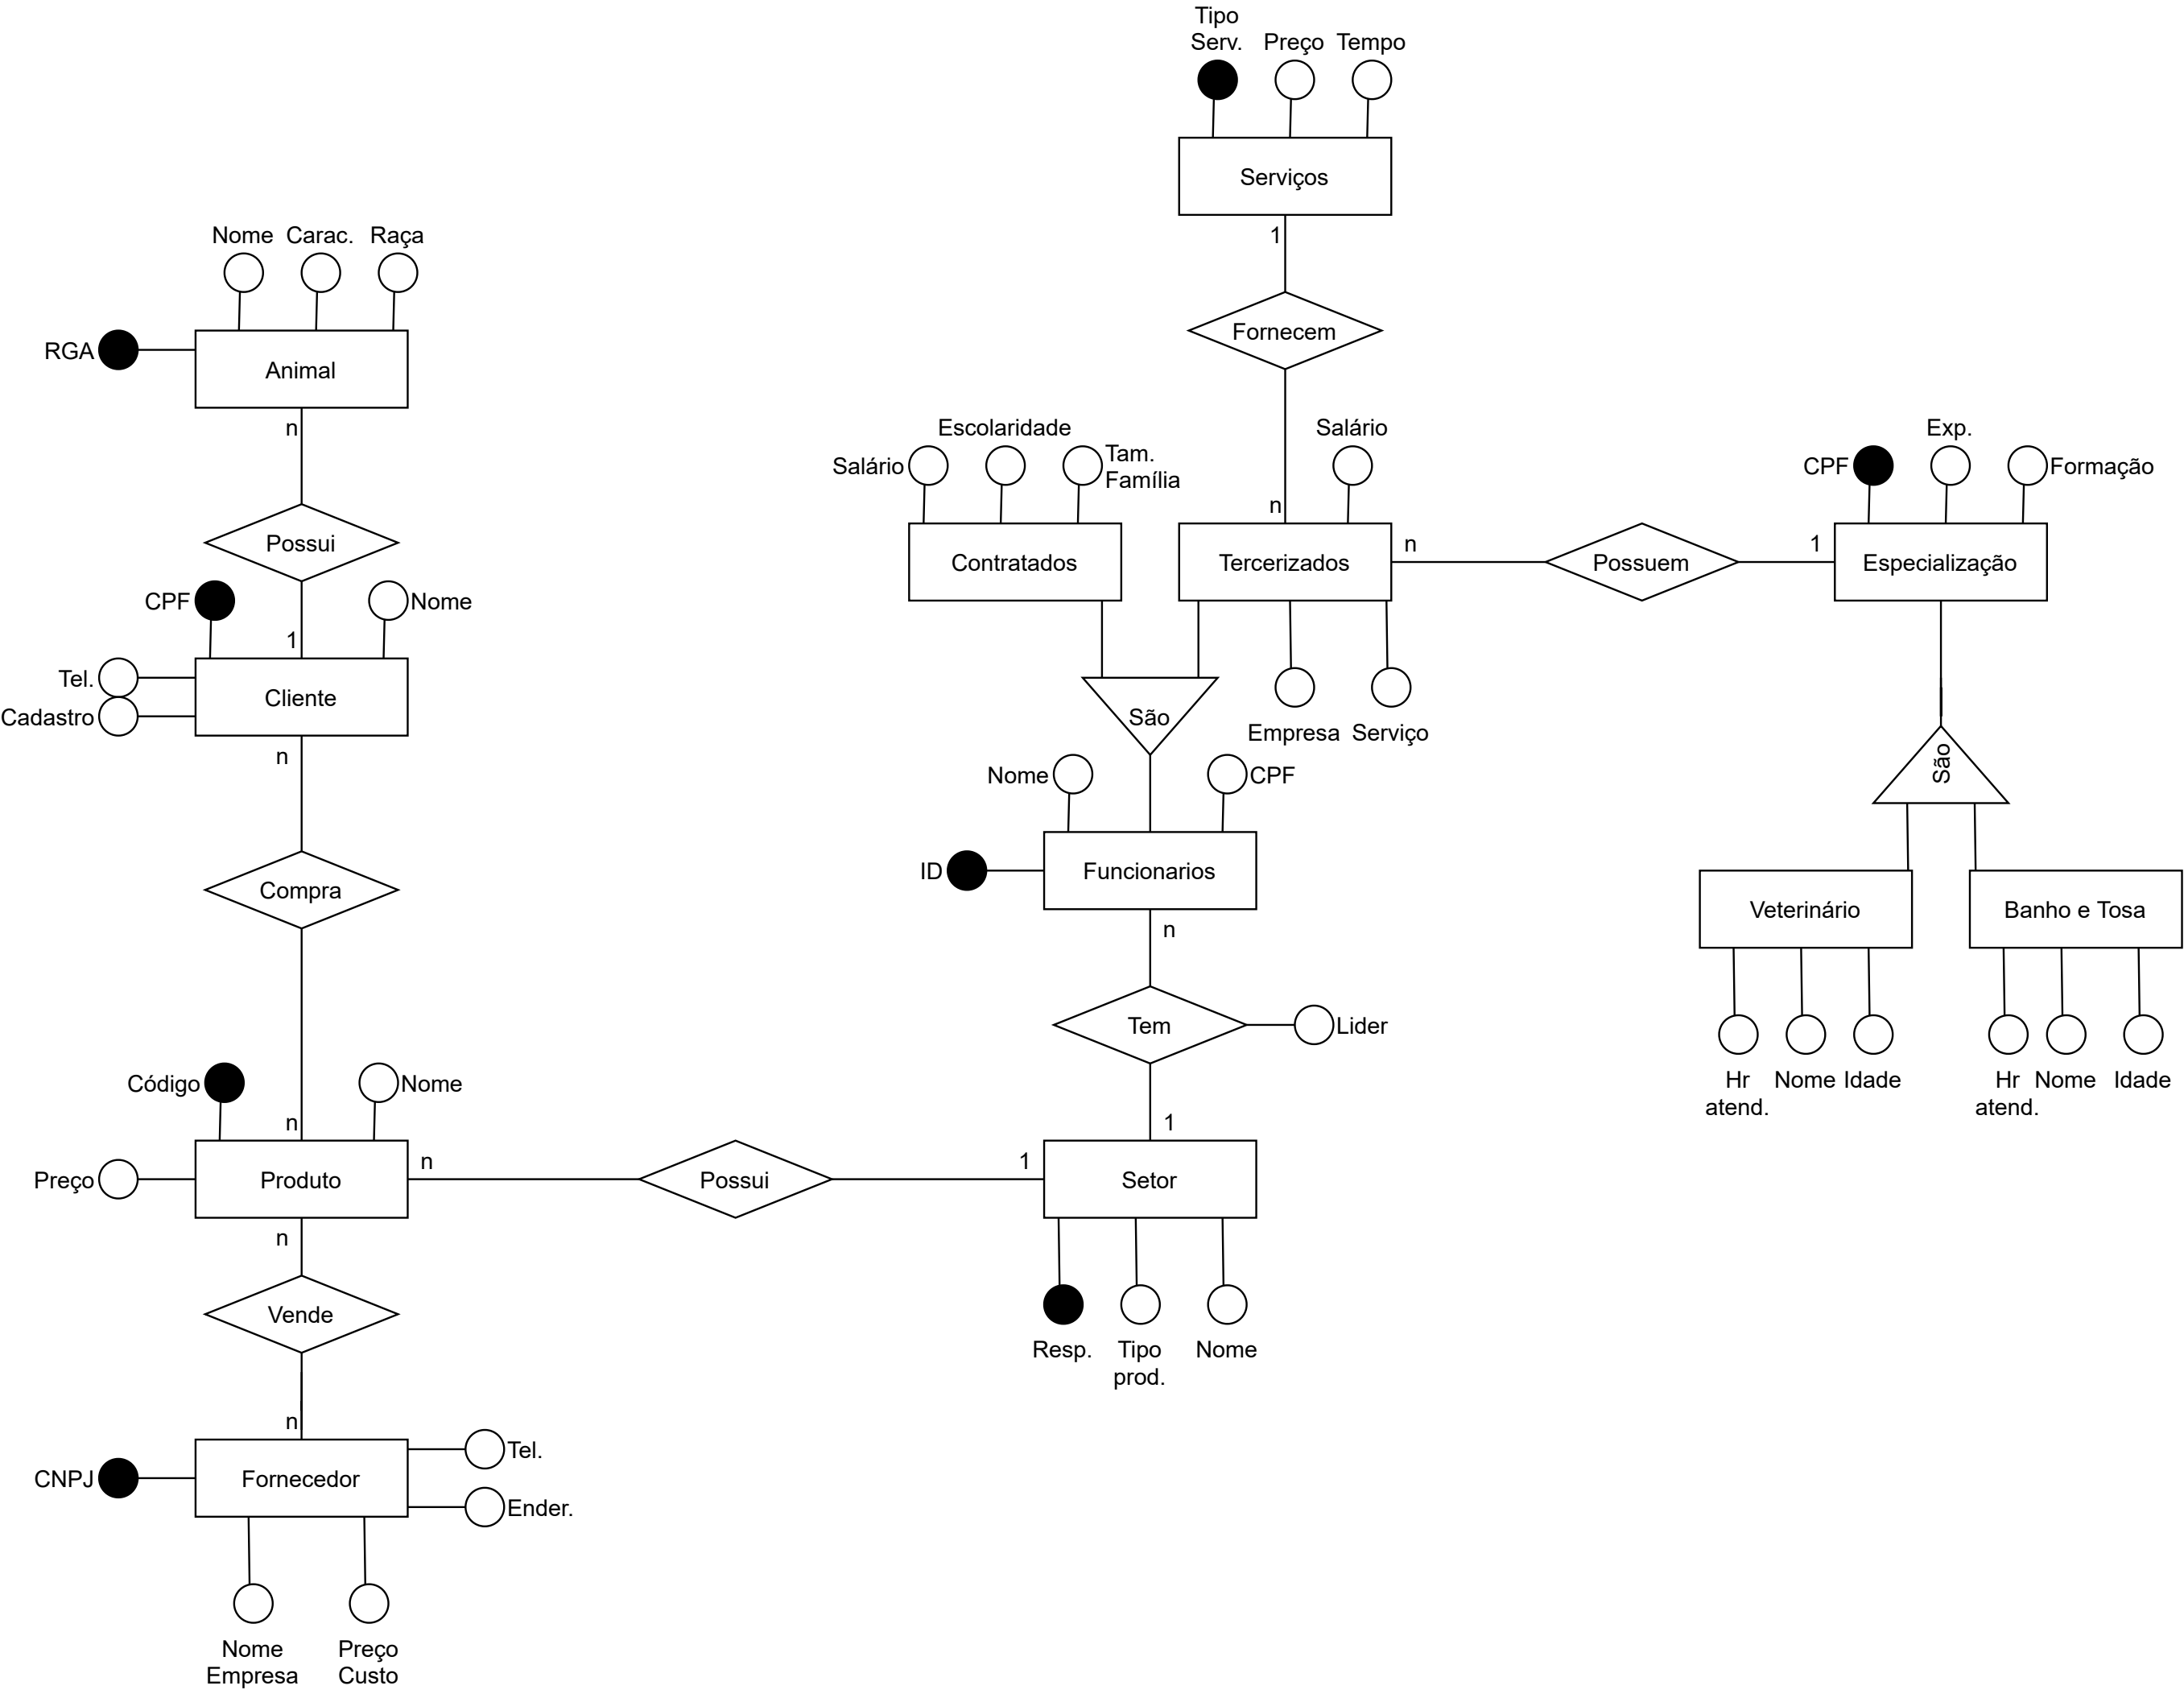 Tipo
Serv.
Preço
Tempo
Serviços
1
Fornecem
n
Nome
Carac.
Raça
RGA
Animal
n
Possui
1
CPF
Nome
Tel.
Cadastro
Cliente
n
Compra
n
Código
Nome
Preço
Produto
n
Possui
1
n
Vende
n
CNPJ
Fornecedor
Tel.
Ender.
Nome
Empresa
Preço
Custo
Salário
Escolaridade
Tam.
Família
Contratados
Salário
Tercerizados
Empresa
Serviço
n
Possuem
1
CPF
Exp.
Formação
Especialização
São
São
Nome
CPF
ID
Funcionarios
n
Tem
Lider
1
Setor
Resp.
Tipo
prod.
Nome
Veterinário
Hr
atend.
Nome
Idade
Banho e Tosa
Hr
atend.
Nome
Idade